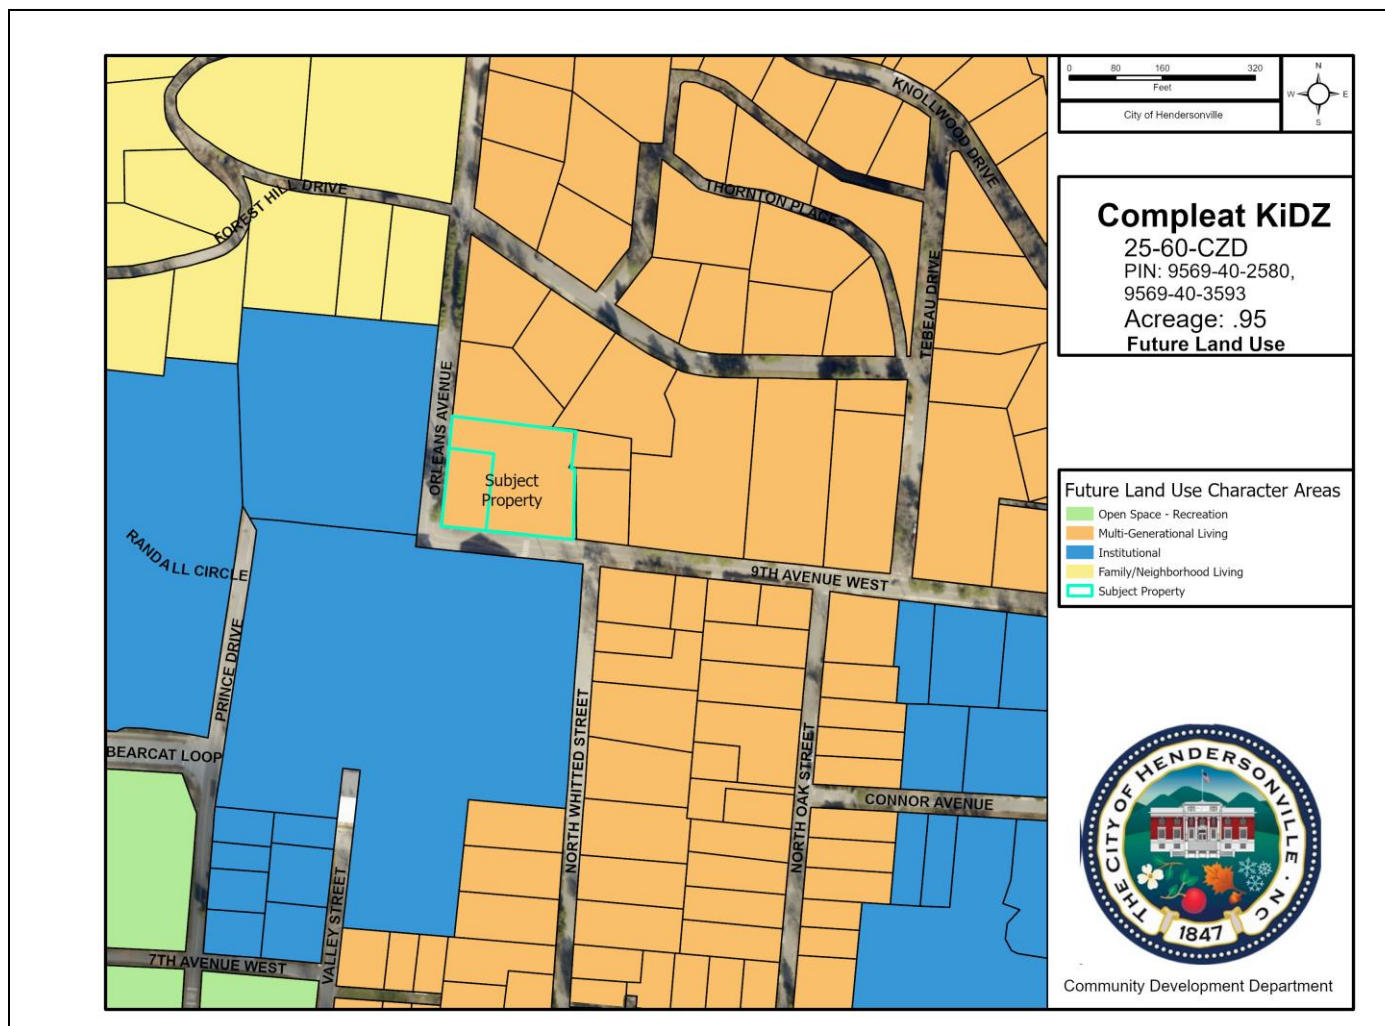 0 80 160 320
Feet
City of Hendersonville
N
W E
S
Compleat KiDZ
25-60-CZD
PIN: 9569-40-2580,
9569-40-3593
Acreage: .95
Future Land Use
Future Land Use Character Areas
Open Space - Recreation
Multi-Generational Living
Institutional
Family/Neighborhood Living
Subject Property
KNOLLWOOD DRIVE
THORNTON PLACE
FOREST HILL DRIVE
TEBEAU DRIVE
ORLEANS AVENUE
Subject
Property
RANDALL CIRCLE
9TH AVENUE WEST
PRINCE DRIVE
NORTH WHITTED STREET
NORTH OAK STREET
BEARCAT LOOP
CONNOR AVENUE
VALLEY STREET
7TH AVENUE WEST
THE CITY OF HENDERSONVILLE, NC
1847
Community Development Department